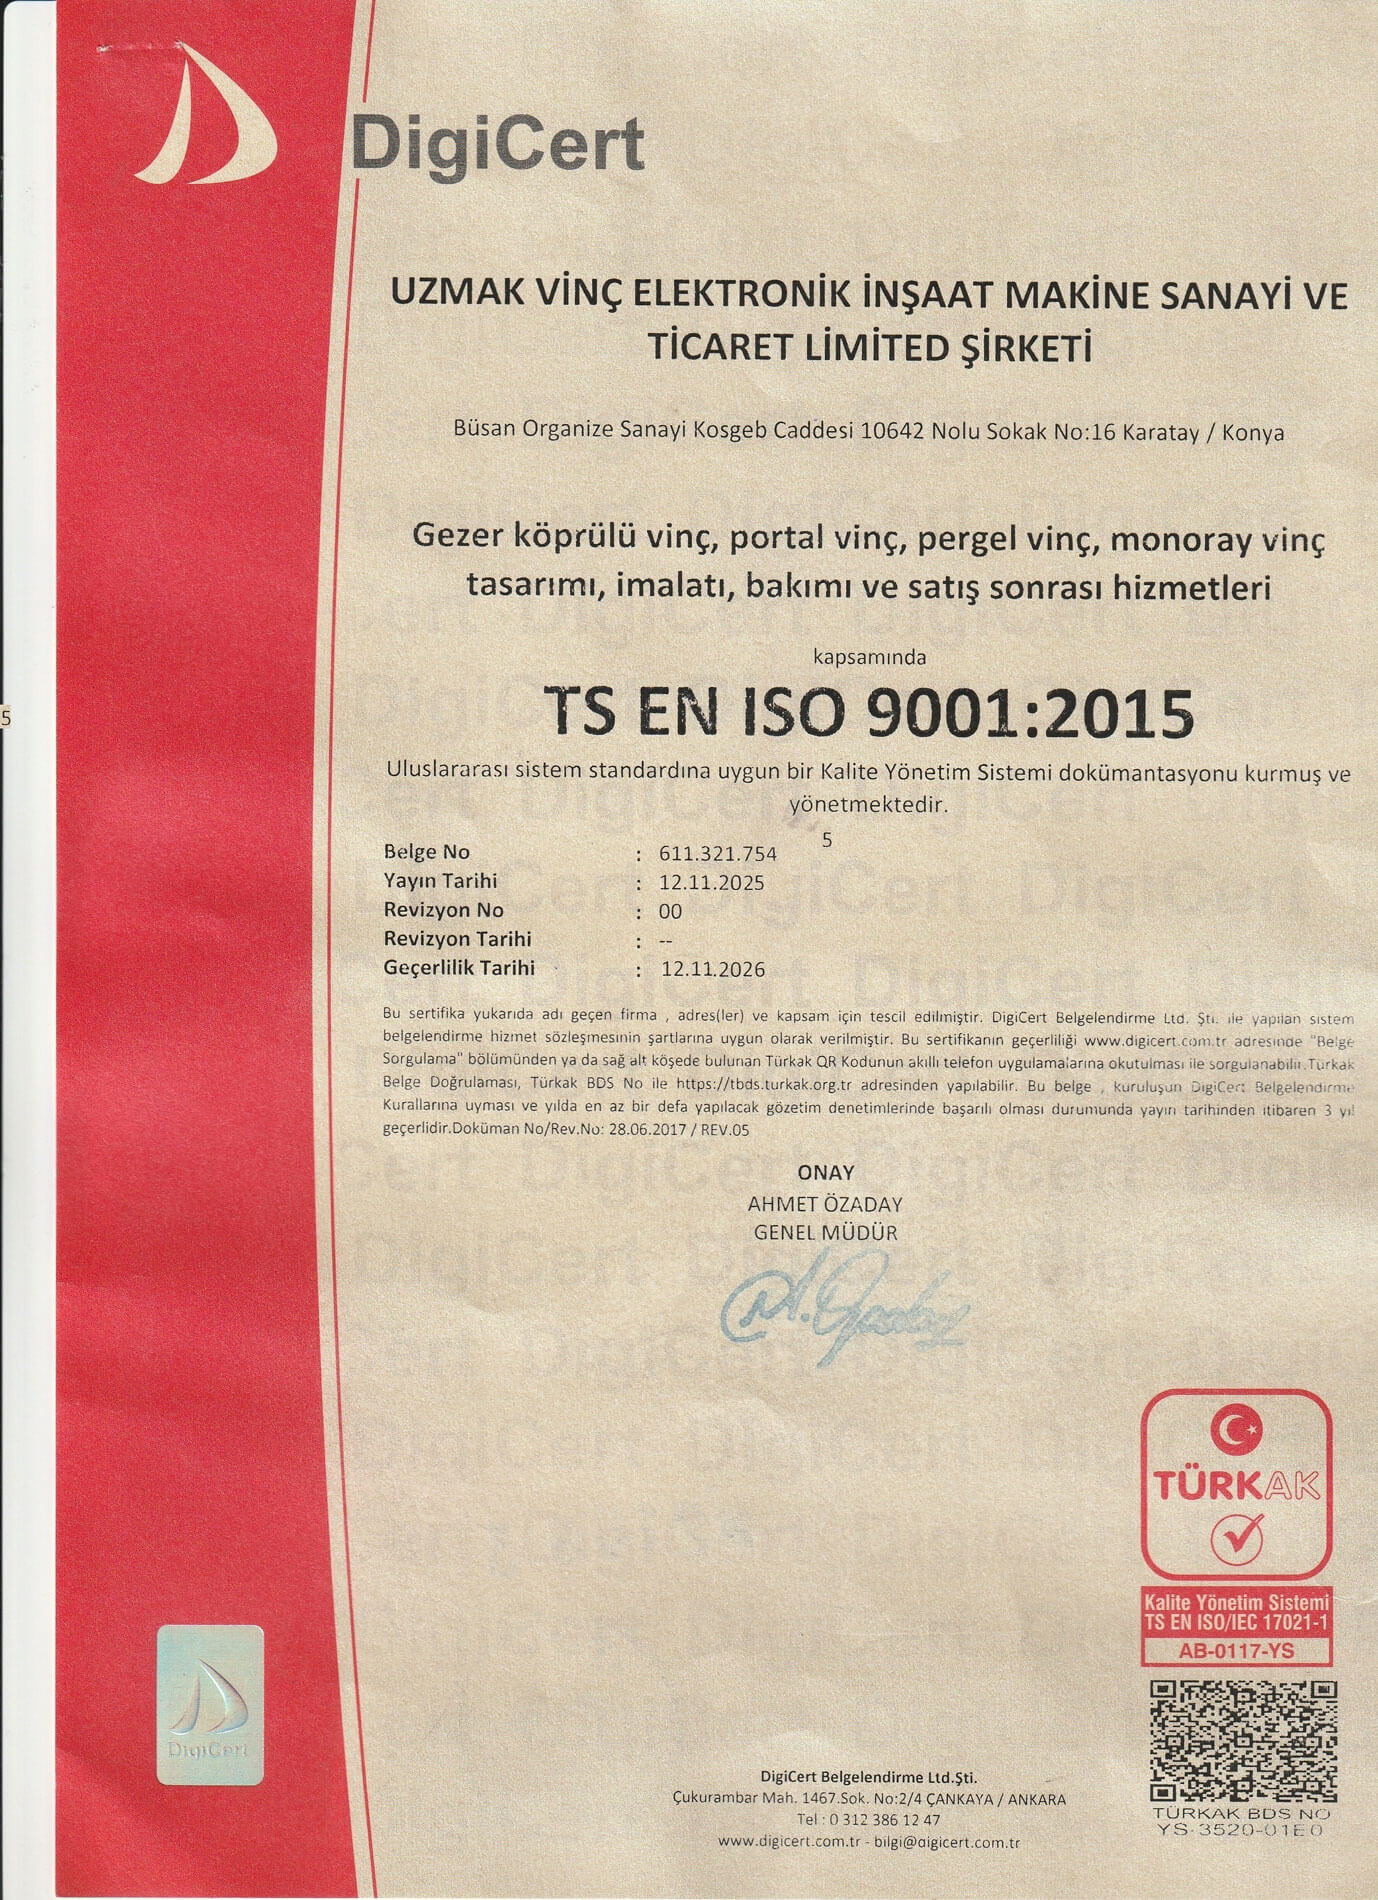 DigiCert
UZMAK VİNÇ ELEKTRONİK İNŞAAT MAKİNE SANAYİ VE
TİCARET LİMİTED ŞİRKETİ
Büsan Organize Sanayi Kosgeb Caddesi 10642 Nolu Sokak No:16 Karatay / Konya
Gezer köprülü vinç, portal vinç, pergel vinç, monoray vinç
tasarımı, imalatı, bakımı ve satış sonrası hizmetleri
kapsamında
TS EN ISO 9001:2015
5
Uluslararası sistem standardına uygun bir Kalite Yönetim Sistemi dokümantasyonu kurmuş ve
yönetmektedir.
5
Belge No : 611.321.754
Yayın Tarihi : 12.11.2025
Revizyon No : 00
Revizyon Tarihi : --
Geçerlilik Tarihi : 12.11.2026
Bu sertifika yukarıda adı geçen firma , adres(ler) ve kapsam için tescil edilmiştir. DigiCert Belgelendirme Ltd. Şti. ile yapılan sistem
belgelendirme hizmet sözleşmesinin şartlarına uygun olarak verilmiştir. Bu sertifikanın geçerliliği www.digicert.com.tr adresinde "Belge
Sorgulama" bölümünden ya da sağ alt köşede bulunan Türkak QR Kodunun akıllı telefon uygulamalarına okutulması ile sorgulanabilir.Türkak
Belge Doğrulaması, Türkak BDS No ile https://tbds.turkak.org.tr adresinden yapılabilir. Bu belge , kuruluşun DigiCert Belgelendirme
Kurallarına uyması ve yılda en az bir defa yapılacak gözetim denetimlerinde başarılı olması durumunda yayın tarihinden itibaren 3 yıl
geçerlidir.Doküman No/Rev.No: 28.06.2017 / REV.05
ONAY
AHMET ÖZADAY
GENEL MÜDÜR
A. Özaday
TÜRKAK
Kalite Yönetim Sistemi
TS EN ISO/IEC 17021-1
AB-0117-YS
TÜRKAK BDS NO
YS-3520-01E0
DigiCert
DigiCert Belgelendirme Ltd.Şti.
Çukurambar Mah. 1467.Sok. No:2/4 ÇANKAYA / ANKARA
Tel : 0 312 386 12 47
www.digicert.com.tr - bilgi@digicert.com.tr